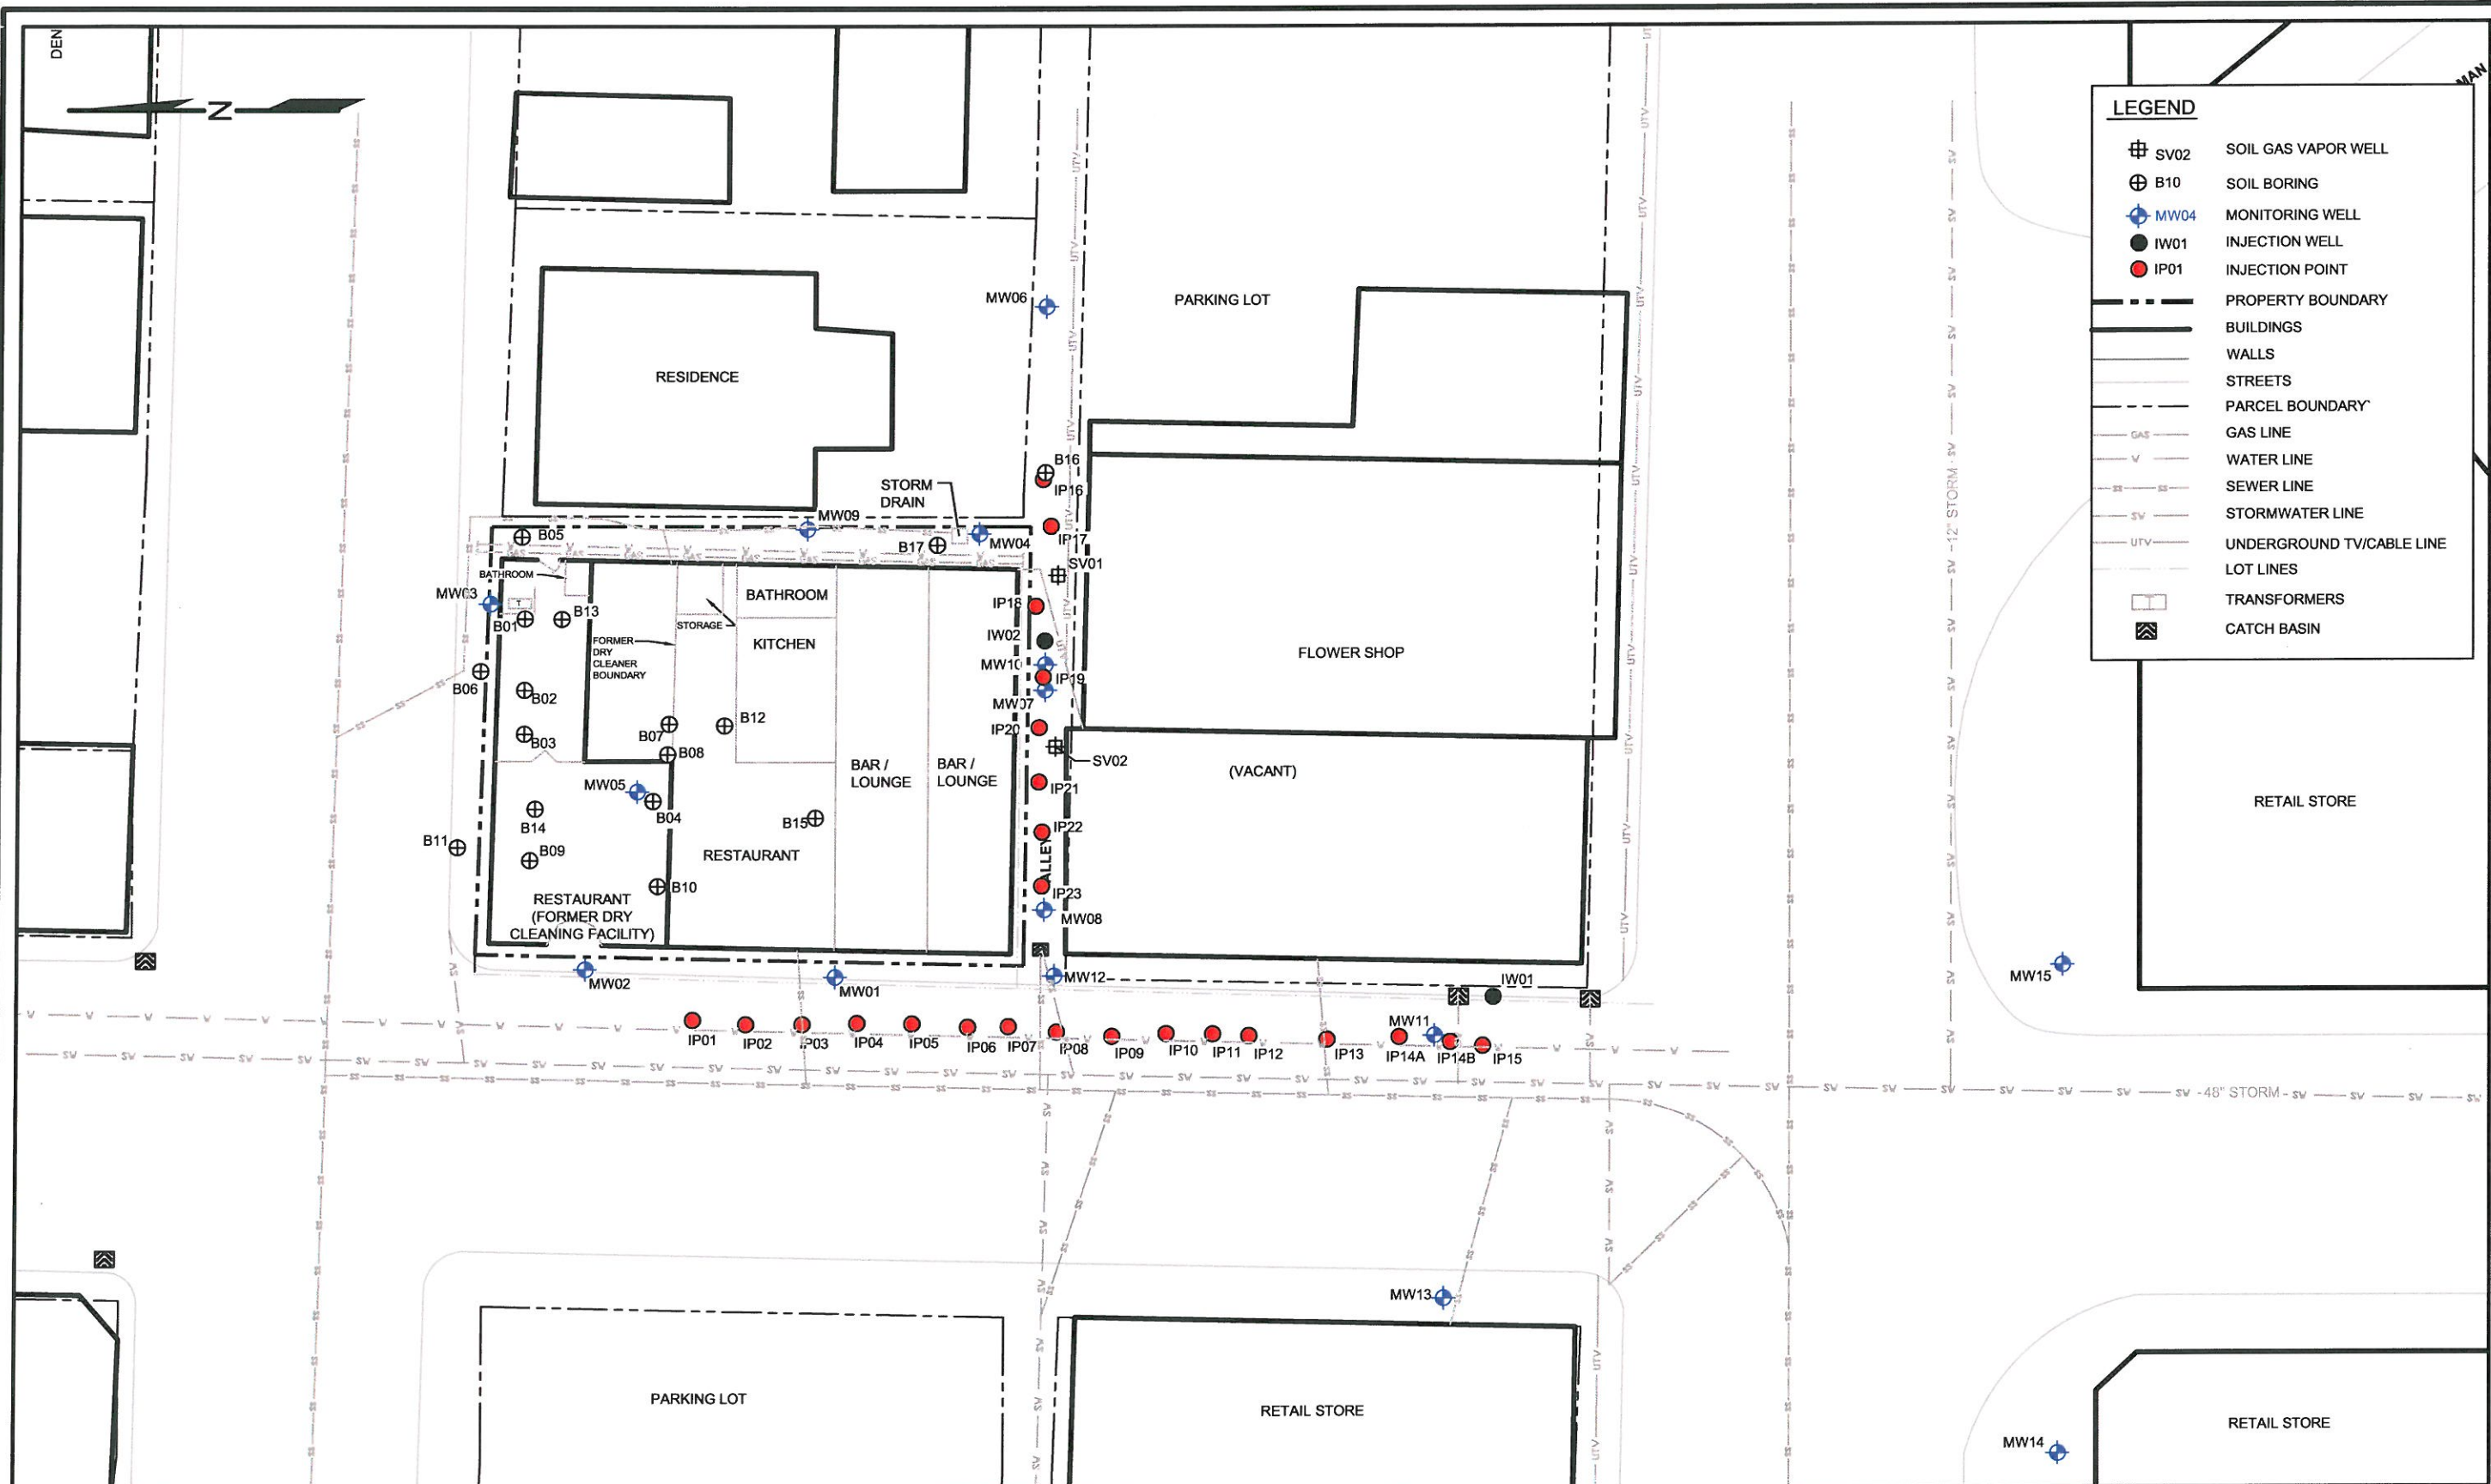 DEN
N
MAN
LEGEND
SV02 SOIL GAS VAPOR WELL
B10 SOIL BORING
MW04 MONITORING WELL
IW01 INJECTION WELL
IP01 INJECTION POINT
PROPERTY BOUNDARY
BUILDINGS
WALLS
STREETS
PARCEL BOUNDARY
GAS GAS LINE
W WATER LINE
SS SS SEWER LINE
SW STORMWATER LINE
UTV UNDERGROUND TV/CABLE LINE
LOT LINES
T TRANSFORMERS
CATCH BASIN
MW06
PARKING LOT
RESIDENCE
B16
IP16
STORM
DRAIN
MW09
IP17
B05
B17
MW04
SV01
BATHROOM
MW03
T
B01
B13
BATHROOM
STORAGE
KITCHEN
FORMER
DRY
CLEANER
BOUNDARY
IP18
IW02
MW10
IP19
MW07
IP20
SV02
FLOWER SHOP
B06
B02
B03
B07
B08
B12
BAR /
LOUNGE
BAR /
LOUNGE
(VACANT)
MW05
B04
B14
B15
B11
B09
B10
RESTAURANT
RESTAURANT
(FORMER DRY
CLEANING FACILITY)
IP21
IP22
ALLEY
IP23
MW08
RETAIL STORE
12" STORM
MW15
MW02
MW01
MW12
IW01
IP01
IP02
IP03
IP04
IP05
IP06
IP07
IP08
IP09
IP10
IP11
IP12
IP13
MW11
IP14A
IP14B
IP15
48" STORM
MW13
PARKING LOT
RETAIL STORE
MW14
RETAIL STORE